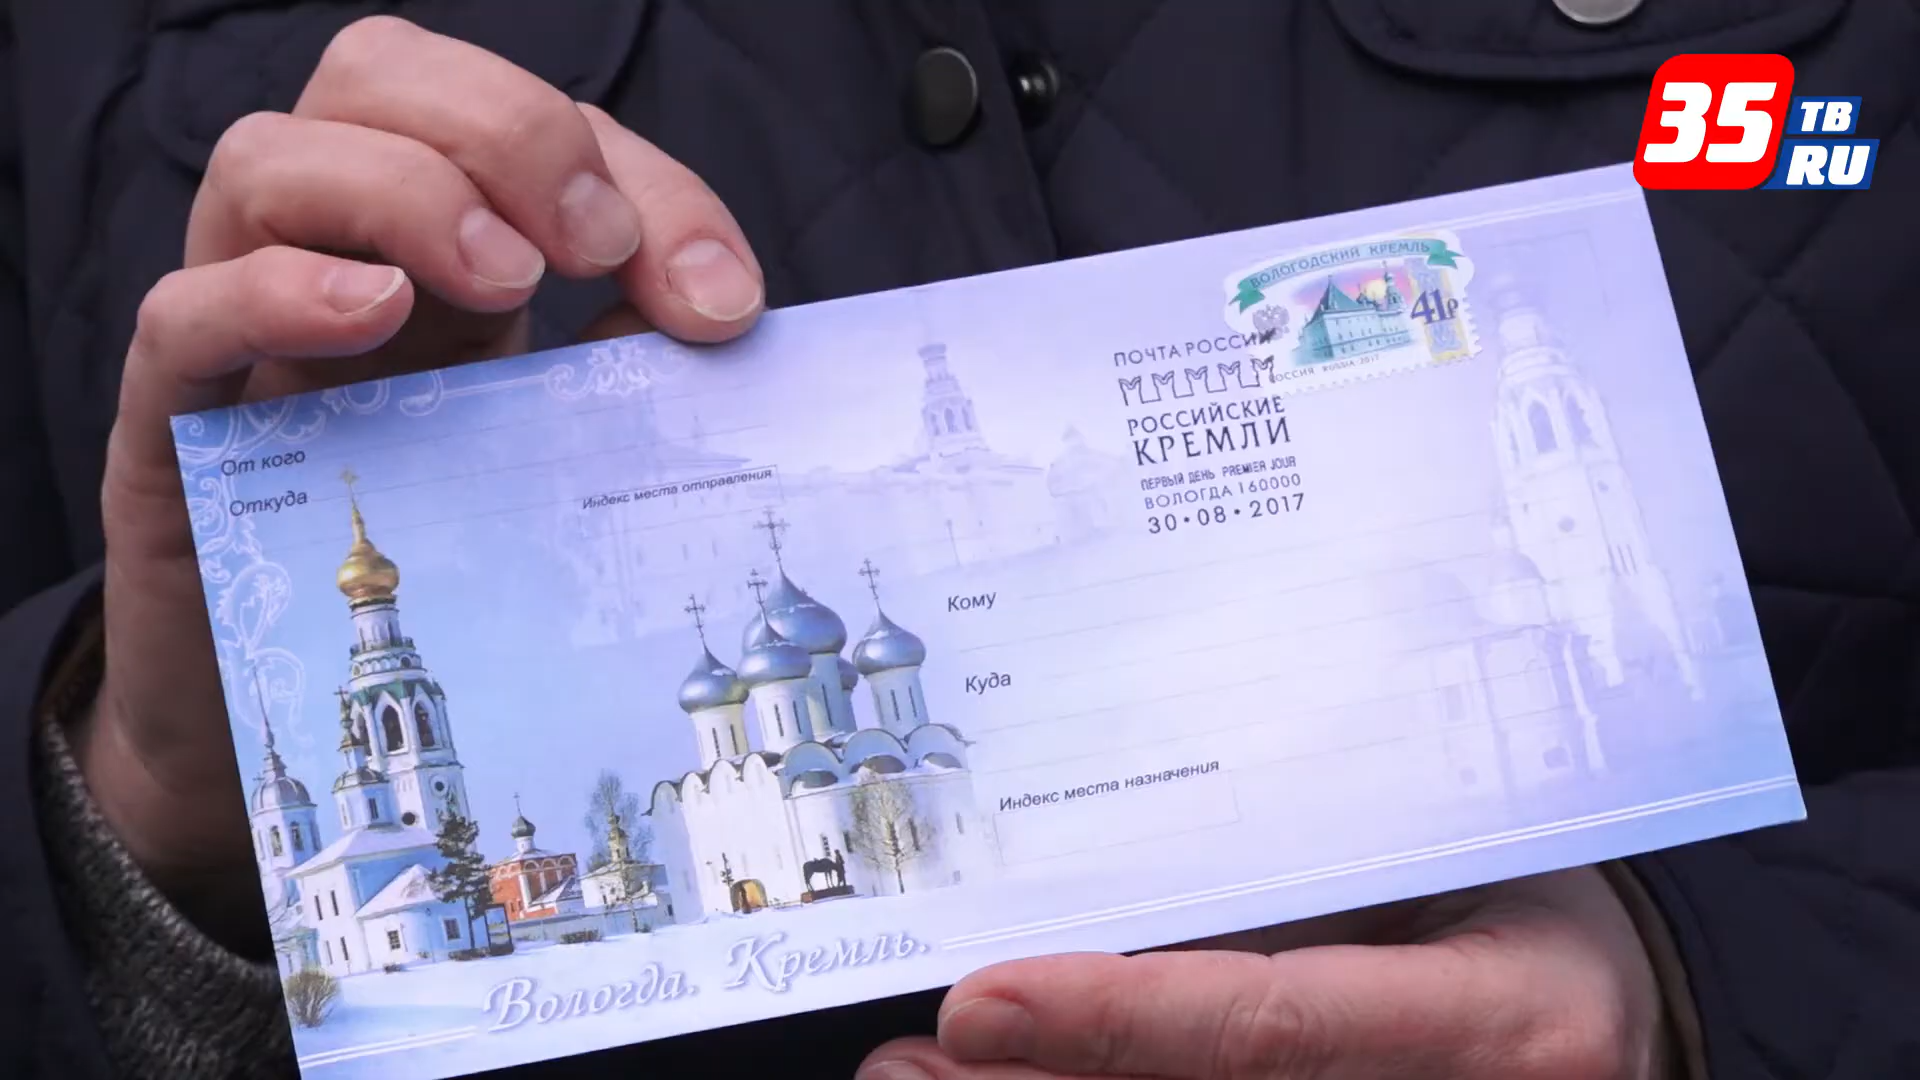 35
ТВ
RU
ВОЛОГОДСКИЙ КРЕМЛЬ
41р
РОССИЯ RUSSIA 2017
ПОЧТА РОССИИ
РОССИЙСКИЕ
КРЕМЛИ
ПЕРВЫЙ ДЕНЬ PREMIER JOUR
ВОЛОГДА 160000
30•08•2017
От кого
Откуда
Индекс места отправления
Кому
Куда
Индекс места назначения
Вологда. Кремль.